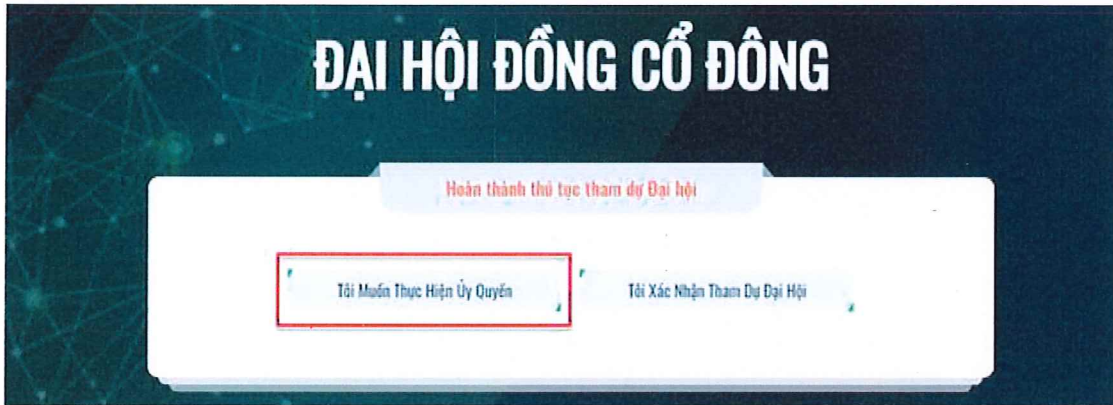 ĐẠI HỘI ĐỒNG CỔ ĐÔNG
Hoàn thành thủ tục tham dự Đại hội
Tôi Muốn Thực Hiện Ủy Quyền
Tôi Xác Nhận Tham Dự Đại Hội